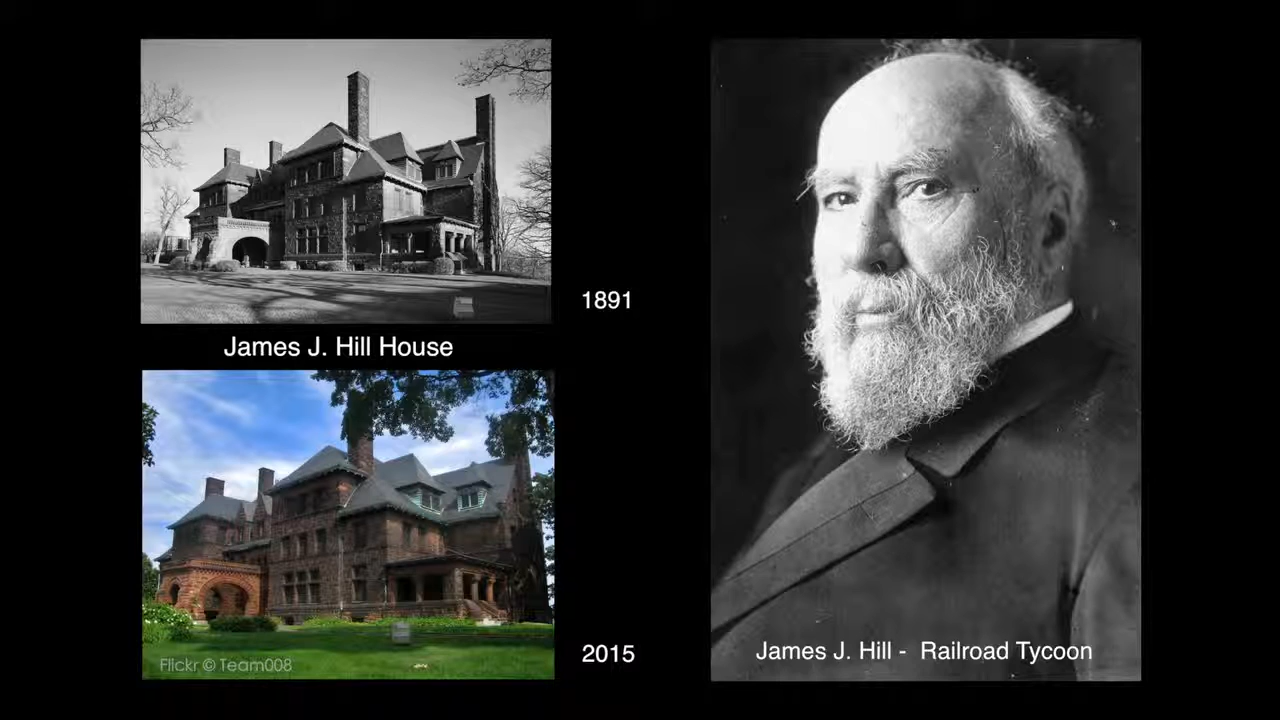 1891
James J. Hill House
Flickr © Team008
2015
James J. Hill -  Railroad Tycoon